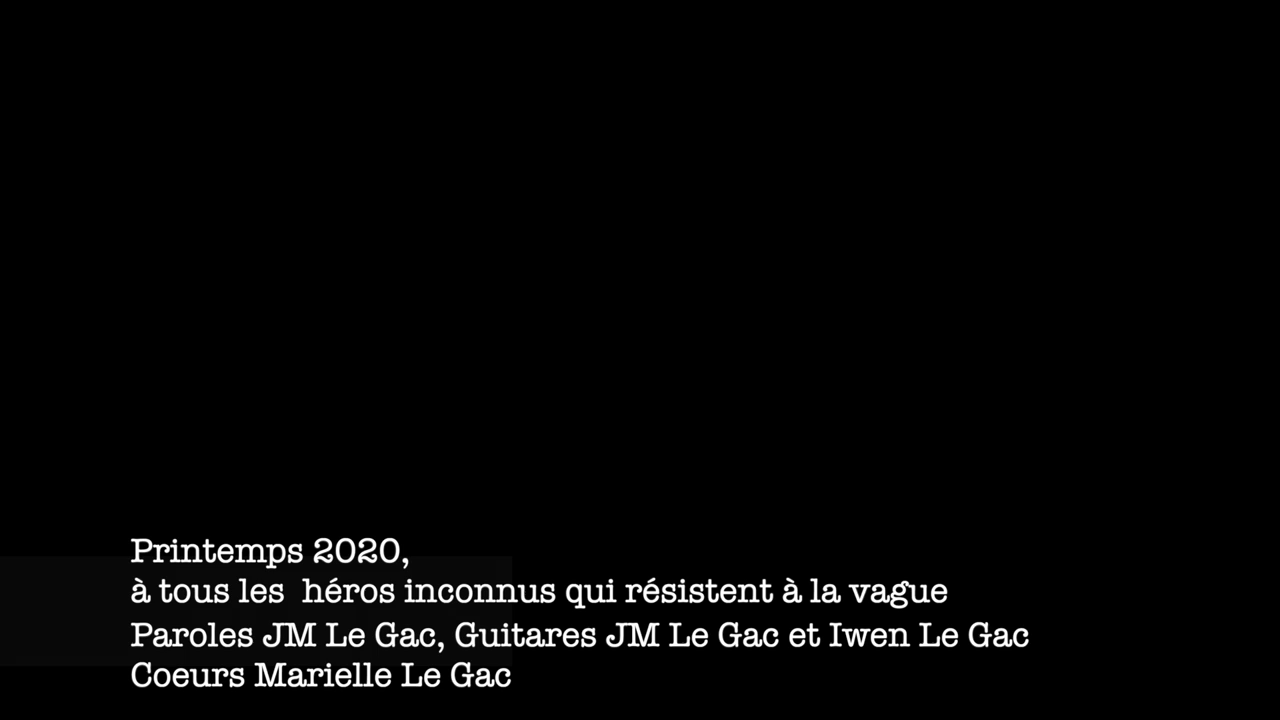 Printemps 2020,
à tous les  héros inconnus qui résistent à la vague
Paroles JM Le Gac, Guitares JM Le Gac et Iwen Le Gac
Coeurs Marielle Le Gac